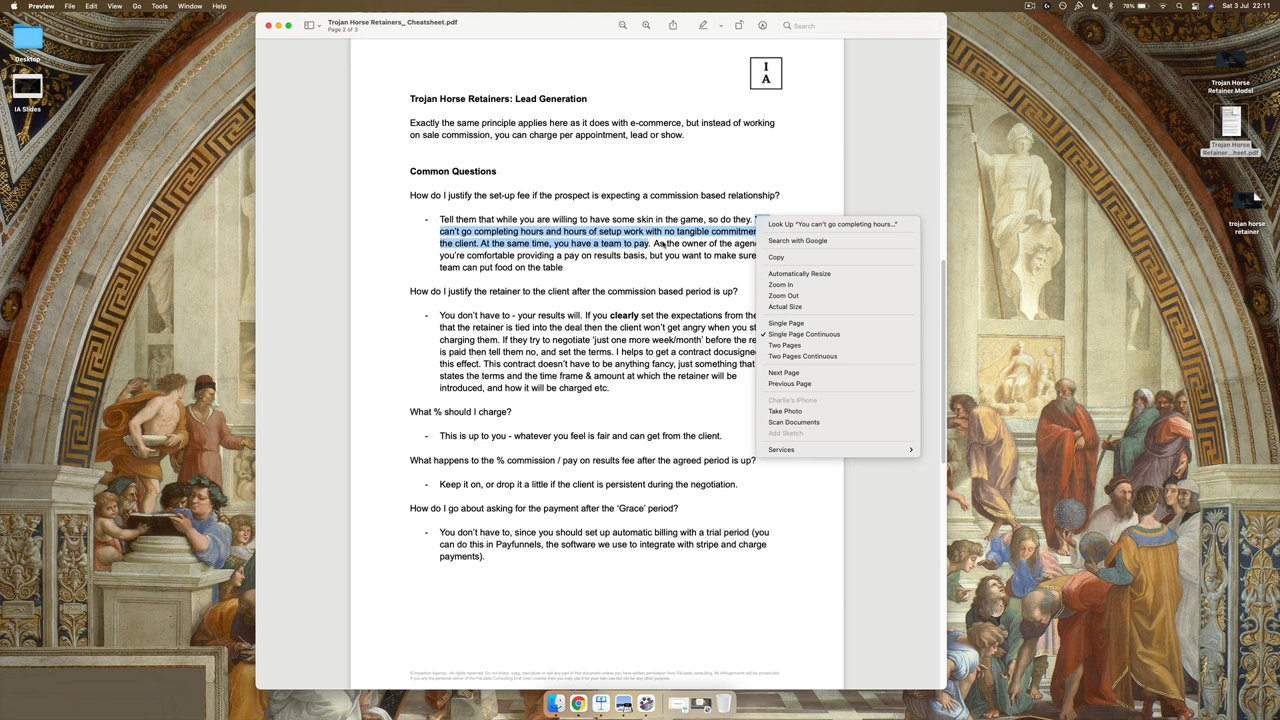 Preview File Edit View Go Tools Window Help
78% Sat 3 Jul 22:11
Trojan Horse Retainers_ Cheatsheet.pdf
Page 2 of 3
Search
Desktop
IA Slides
Trojan Horse
Retainer Model
Trojan Horse
Retainer...heet.pdf
trojan horse
retainer
I
A
Trojan Horse Retainers: Lead Generation
Exactly the same principle applies here as it does with e-commerce, but instead of working
on sale commission, you can charge per appointment, lead or show.
Common Questions
How do I justify the set-up fee if the prospect is expecting a commission based relationship?
- Tell them that while you are willing to have some skin in the game, so do they.
can't go completing hours and hours of setup work with no tangible commitmen
the client. At the same time, you have a team to pay. As the owner of the agen
you're comfortable providing a pay on results basis, but you want to make sure
team can put food on the table
How do I justify the retainer to the client after the commission based period is up?
- You don't have to - your results will. If you clearly set the expectations from the
that the retainer is tied into the deal then the client won't get angry when you st
charging them. If they try to negotiate 'just one more week/month' before the re
is paid then tell them no, and set the terms. I helps to get a contract docusigned
this effect. This contract doesn't have to be anything fancy, just something that
states the terms and the time frame & amount at which the retainer will be
introduced, and how it will be charged etc.
What % should I charge?
- This is up to you - whatever you feel is fair and can get from the client.
What happens to the % commission / pay on results fee after the agreed period is up?
- Keep it on, or drop it a little if the client is persistent during the negotiation.
How do I go about asking for the payment after the 'Grace' period?
- You don't have to, since you should set up automatic billing with a trial period (you
can do this in Payfunnels, the software we use to integrate with stripe and charge
payments).
Look Up "You can't go completing hours..."
Search with Google
Copy
Automatically Resize
Zoom In
Zoom Out
Actual Size
Single Page
✓ Single Page Continuous
Two Pages
Two Pages Continuous
Next Page
Previous Page
Charlie's iPhone
Take Photo
Scan Documents
Add Sketch
Services